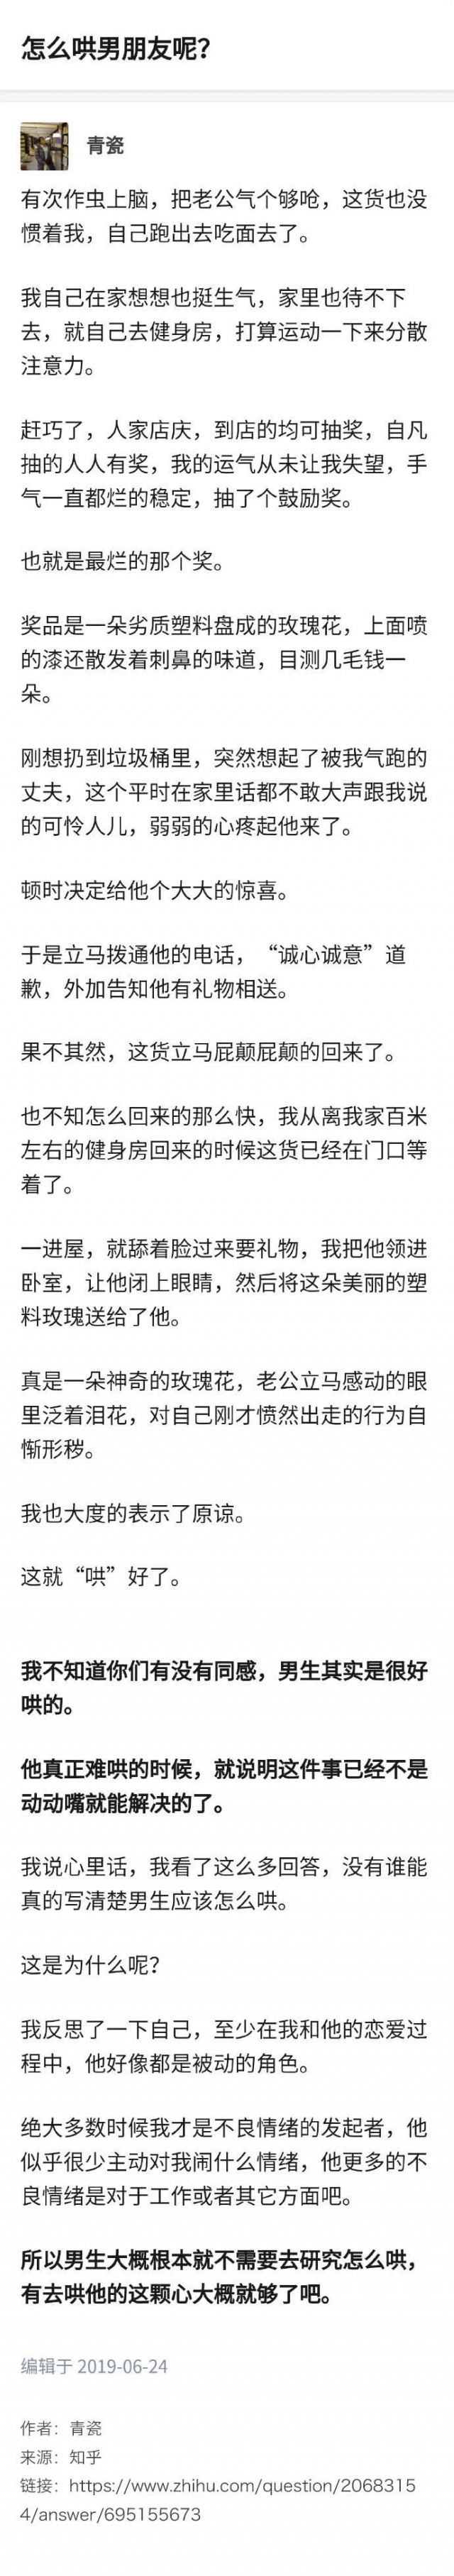 怎么哄男朋友呢？
青瓷
有次作虫上脑，把老公气个够呛，这货也没
惯着我，自己跑出去吃面去了。
我自己在家想想也挺生气，家里也待不下
去，就自己去健身房，打算运动一下来分散
注意力。
赶巧了，人家店庆，到店的均可抽奖，自凡
抽的人人有奖，我的运气从未让我失望，手
气一直都烂的稳定，抽了个鼓励奖。
也就是最烂的那个奖。
奖品是一朵劣质塑料盘成的玫瑰花，上面喷
的漆还散发着刺鼻的味道，目测几毛钱一
朵。
刚想扔到垃圾桶里，突然想起了被我气跑的
丈夫，这个平时在家里话都不敢大声跟我说
的可怜人儿，弱弱的心疼起他来了。
顿时决定给他个大大的惊喜。
于是立马拨通他的电话，“诚心诚意”道
歉，外加告知他有礼物相送。
果不其然，这货立马屁颠屁颠的回来了。
也不知怎么回来的那么快，我从离我家百米
左右的健身房回来的时候这货已经在门口等
着了。
一进屋，就舔着脸过来要礼物，我把他领进
卧室，让他闭上眼睛，然后将这朵美丽的塑
料玫瑰送给了他。
真是一朵神奇的玫瑰花，老公立马感动的眼
里泛着泪花，对自己刚才愤然出走的行为自
惭形秽。
我也大度的表示了原谅。
这就“哄”好了。
我不知道你们有没有同感，男生其实是很好
哄的。
他真正难哄的时候，就说明这件事已经不是
动动嘴就能解决的了。
我说心里话，我看了这么多回答，没有谁能
真的写清楚男生应该怎么哄。
这是为什么呢？
我反思了一下自己，至少在我和他的恋爱过
程中，他好像都是被动的角色。
绝大多数时候我才是不良情绪的发起者，他
似乎很少主动对我闹什么情绪，他更多的不
良情绪是对于工作或者其它方面吧。
所以男生大概根本就不需要去研究怎么哄，
有去哄他的这颗心大概就够了吧。
编辑于 2019-06-24
作者：青瓷
来源：知乎
链接：https://www.zhihu.com/question/2068315
4/answer/695155673